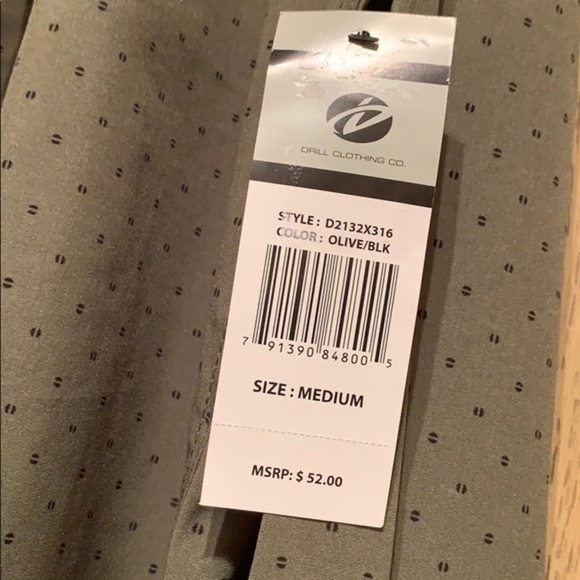 DRILL CLOTHING CO.
STYLE : D2132X316
COLOR : OLIVE/BLK
7 91390 84800 5
SIZE : MEDIUM
MSRP: $ 52.00